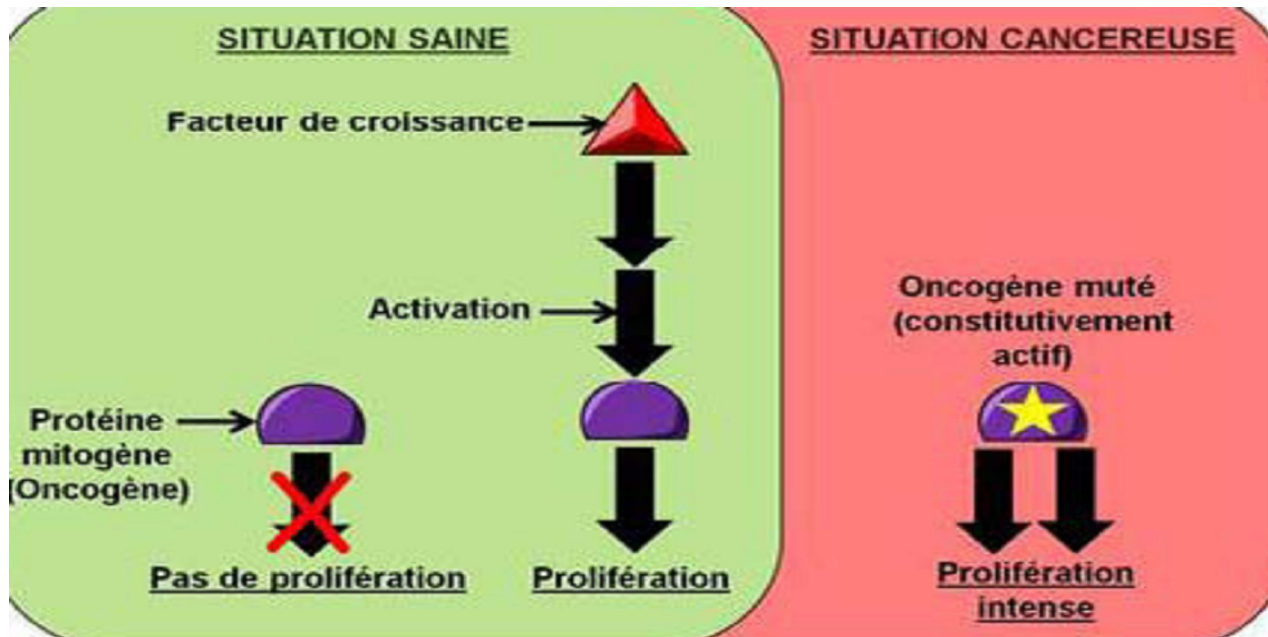 SITUATION SAINE
Facteur de croissance
Activation
Protéine
mitogène
(Oncogène)
Pas de prolifération
Prolifération
SITUATION CANCEREUSE
Oncogène muté
(constitutivement
actif)
Prolifération
intense